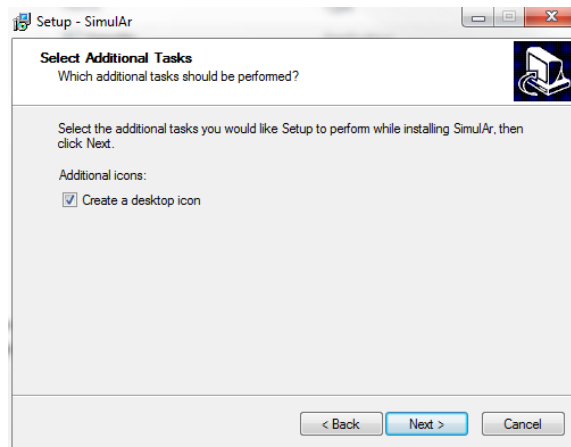 Setup - SimulAr
Select Additional Tasks
Which additional tasks should be performed?
Select the additional tasks you would like Setup to perform while installing SimulAr, then
click Next.
Additional icons:
Create a desktop icon
< Back
Next >
Cancel